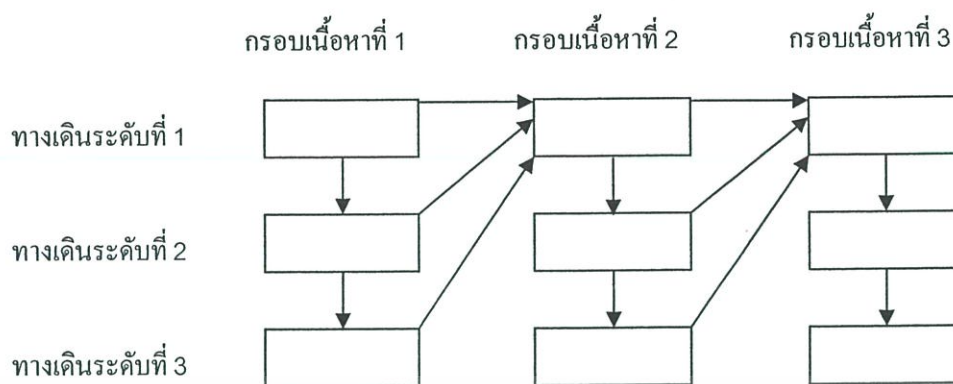 กรอบเนื้อหาที่ 1 กรอบเนื้อหาที่ 2 กรอบเนื้อหาที่ 3
ทางเดินระดับที่ 1
ทางเดินระดับที่ 2
ทางเดินระดับที่ 3